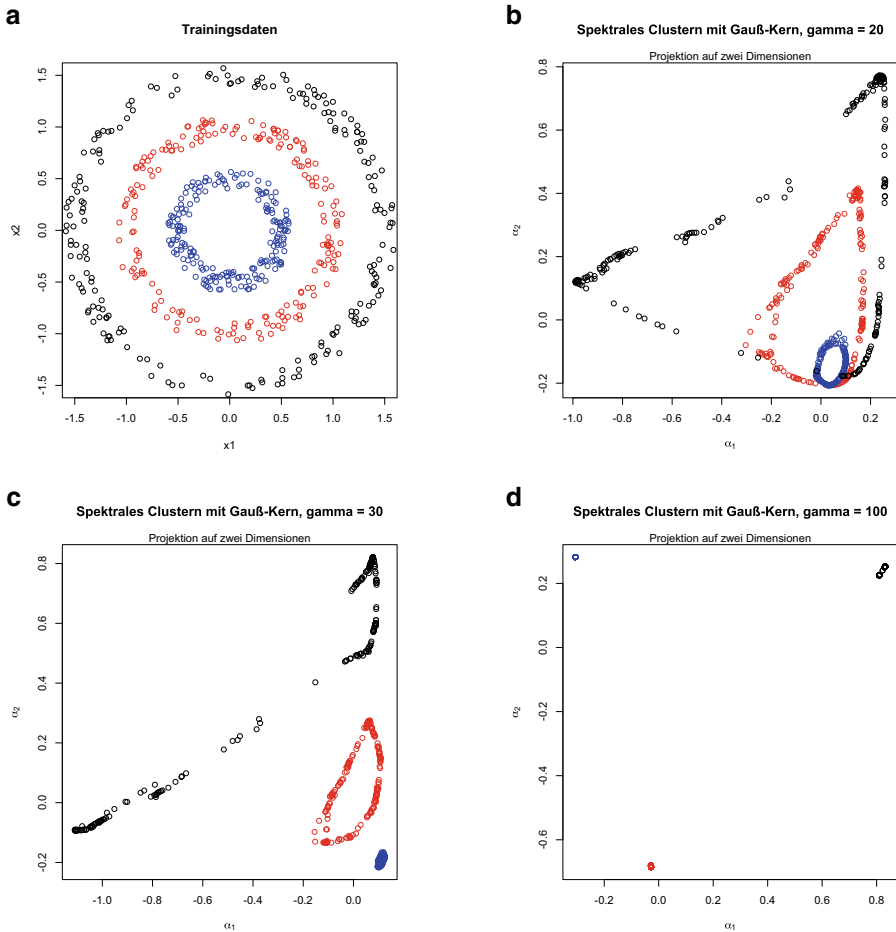 a
Trainingsdaten
1.5
1.0
0.5
0.0
-0.5
-1.0
-1.5
x2
-1.5 -1.0 -0.5 0.0 0.5 1.0 1.5
x1
b
Spektrales Clustern mit Gauß-Kern, gamma = 20
Projektion auf zwei Dimensionen
0.8
0.6
0.4
0.2
0.0
-0.2
α2
-1.0 -0.8 -0.6 -0.4 -0.2 0.0 0.2
α1
c
Spektrales Clustern mit Gauß-Kern, gamma = 30
Projektion auf zwei Dimensionen
0.8
0.6
0.4
0.2
0.0
-0.2
α2
-1.0 -0.8 -0.6 -0.4 -0.2 0.0
α1
d
Spektrales Clustern mit Gauß-Kern, gamma = 100
Projektion auf zwei Dimensionen
0.2
0.0
-0.2
-0.4
-0.6
α2
-0.2 0.0 0.2 0.4 0.6 0.8
α1